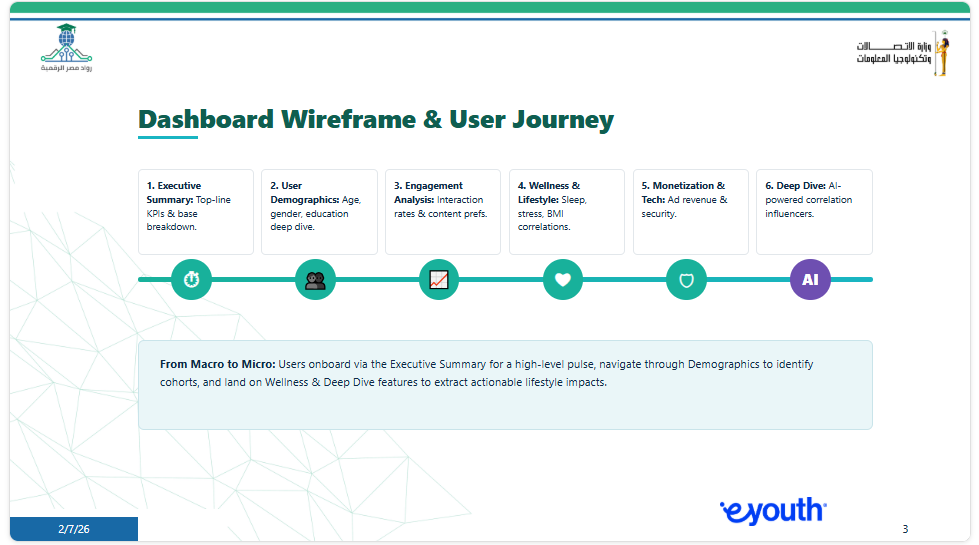 رواد مصر الرقمية
وزارة الاتصالات
وتكنولوجيا المعلومات
Dashboard Wireframe & User Journey
1. Executive
Summary: Top-line
KPIs & base
breakdown.
2. User
Demographics: Age,
gender, education
deep dive.
3. Engagement
Analysis: Interaction
rates & content prefs.
4. Wellness &
Lifestyle: Sleep,
stress, BMI
correlations.
5. Monetization &
Tech: Ad revenue &
security.
6. Deep Dive: AI-
powered correlation
influencers.
AI
From Macro to Micro: Users onboard via the Executive Summary for a high-level pulse, navigate through Demographics to identify
cohorts, and land on Wellness & Deep Dive features to extract actionable lifestyle impacts.
eyouth
2/7/26
3